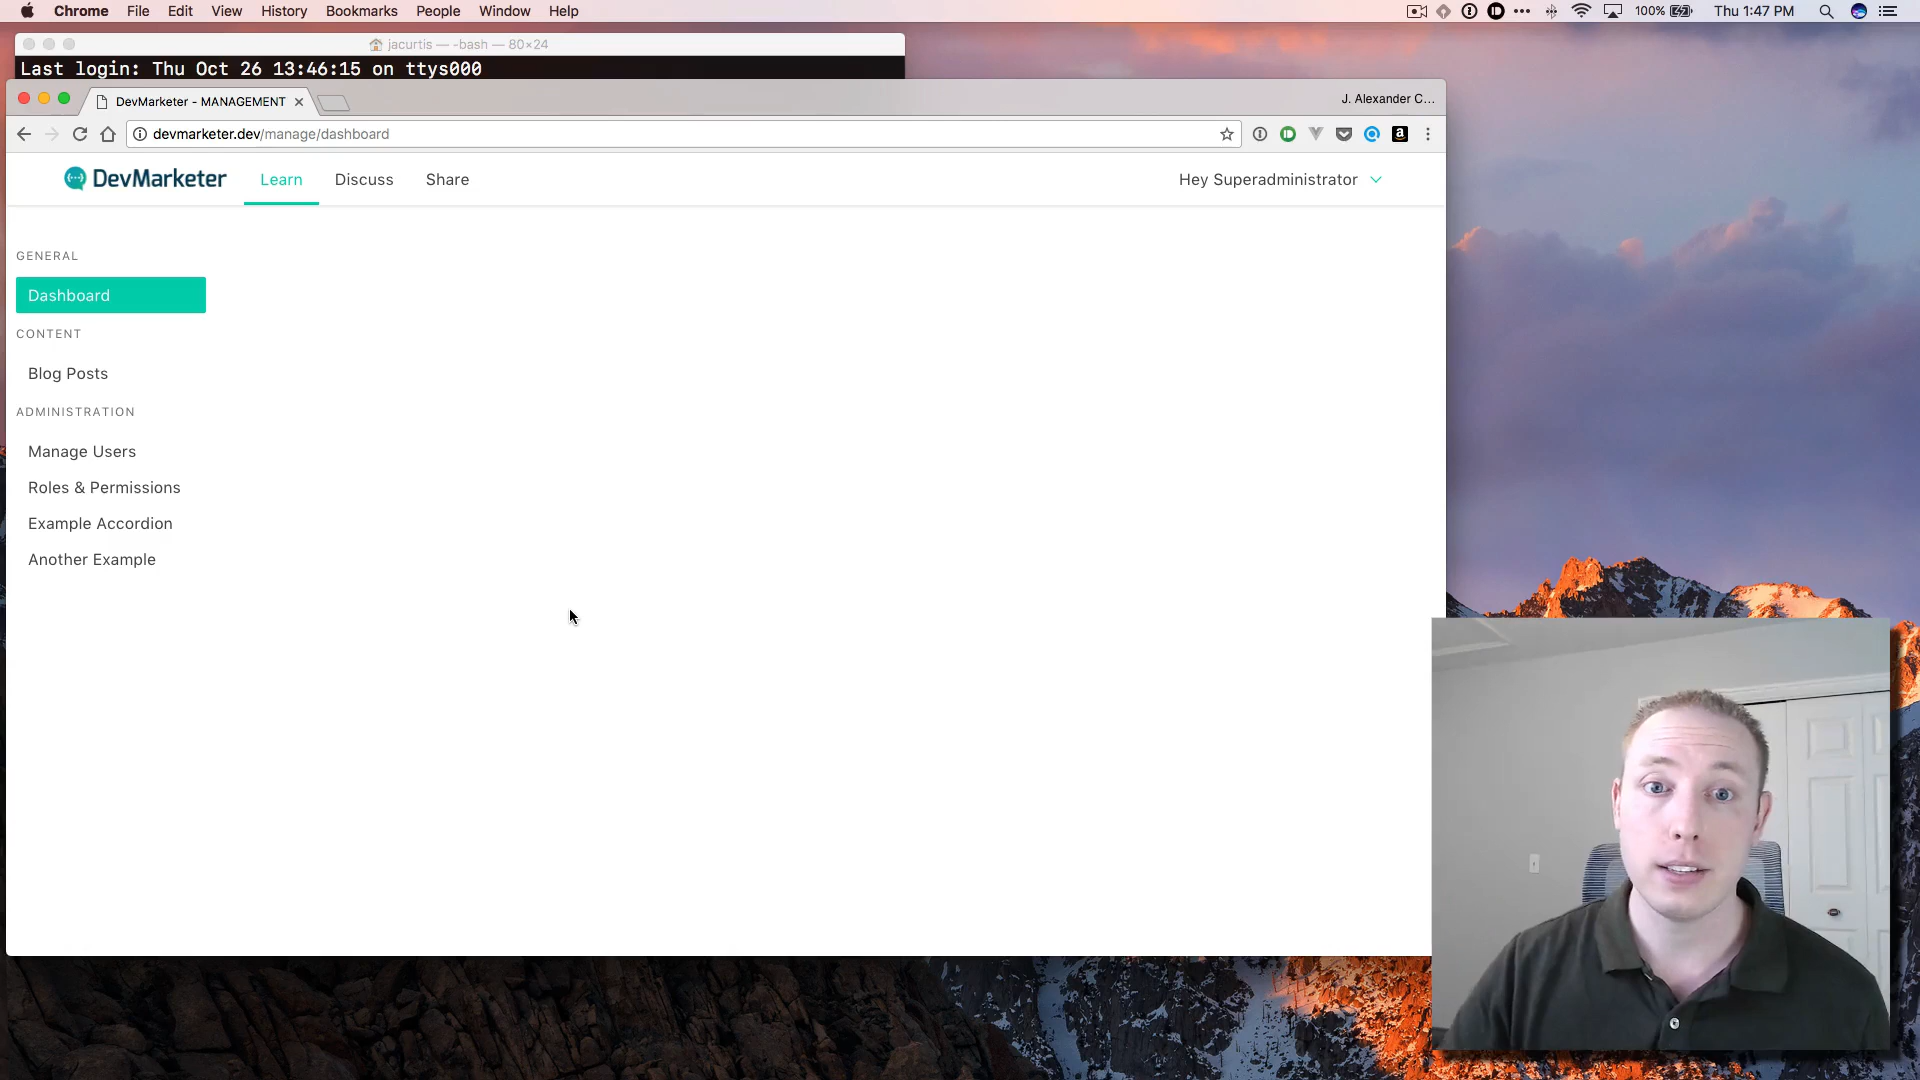 Chrome File Edit View History Bookmarks People Window Help
100% Thu 1:47 PM
jacurtis — -bash — 80×24
Last login: Thu Oct 26 13:46:15 on ttys000
DevMarketer - MANAGEMENT
J. Alexander C...
devmarketer.dev/manage/dashboard
DevMarketer Learn Discuss Share
Hey Superadministrator
GENERAL
Dashboard
CONTENT
Blog Posts
ADMINISTRATION
Manage Users
Roles & Permissions
Example Accordion
Another Example